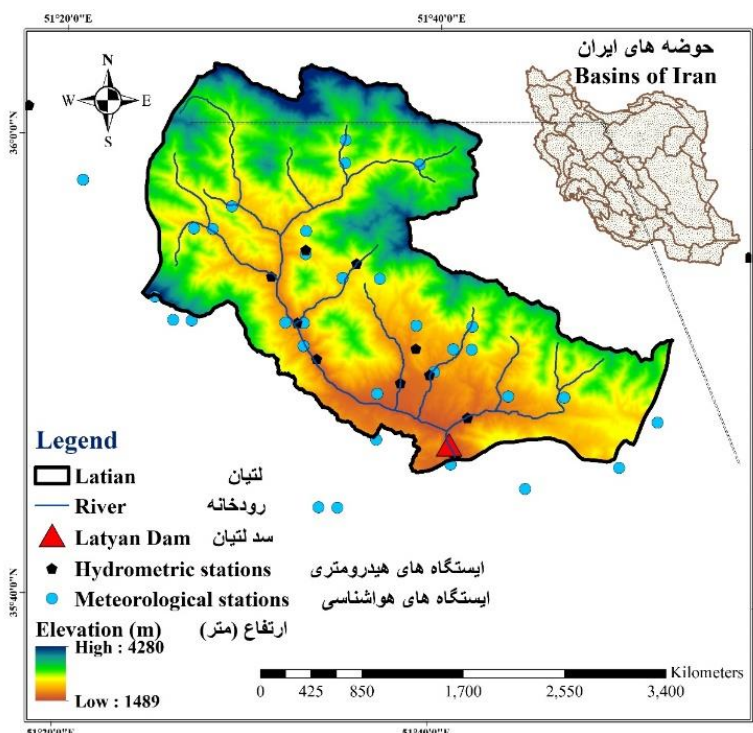 51°20'0"E
51°40'0"E
حوضه های ایران
Basins of Iran
N
W E
S
36°0'0"N
35°40'0"N
Legend
Latian لتیان
River رودخانه
Latyan Dam سد لتیان
Hydrometric stations ایستگاه های هیدرومتری
Meteorological stations ایستگاه های هواشناسی
Elevation (m) ارتفاع (متر)
High : 4280
Low : 1489
Kilometers
0 425 850 1,700 2,550 3,400